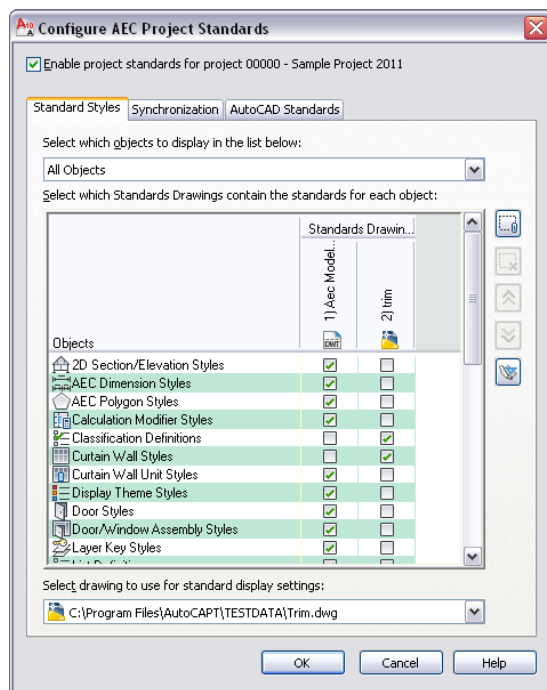 Configure AEC Project Standards
Enable project standards for project 00000 - Sample Project 2011
Standard Styles Synchronization AutoCAD Standards
Select which objects to display in the list below:
All Objects
Select which Standards Drawings contain the standards for each object:
Standards Drawin...
1) Aec Model...
2) trim
DWT
Objects
2D Section/Elevation Styles
AEC Dimension Styles
AEC Polygon Styles
Calculation Modifier Styles
Classification Definitions
Curtain Wall Styles
Curtain Wall Unit Styles
Display Theme Styles
Door Styles
Door/Window Assembly Styles
Layer Key Styles
Select drawing to use for standard display settings:
C:\Program Files\AutoCAPT\TESTDATA\Trim.dwg
OK Cancel Help